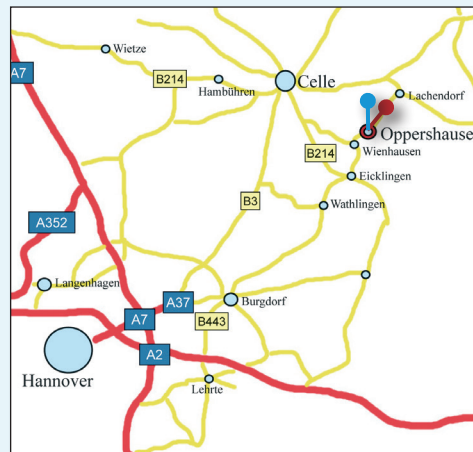 Wietze
A7
B214
Celle
Hambühren
Lachendorf
Oppershause
B214
Wienhausen
Eicklingen
B3
Wathlingen
A352
Langenhagen
A37
Burgdorf
A7
B443
A2
Hannover
Lehrte